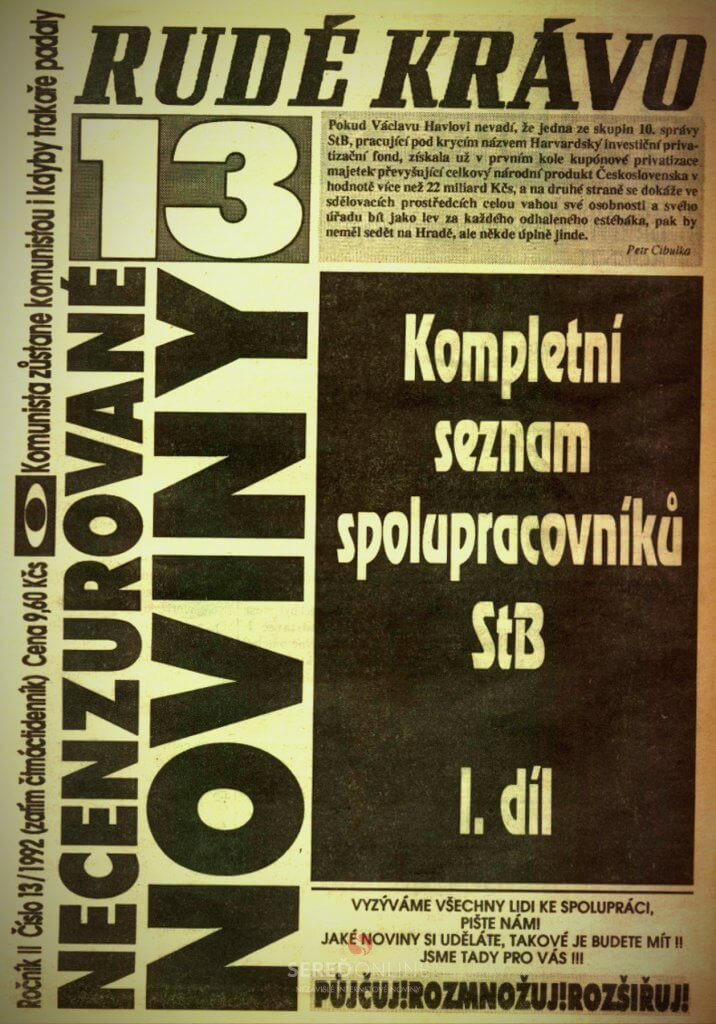 RUDÉ KRÁVO
13
Pokud Václavu Havlovi nevadí, že jedna ze skupin 10. správy
StB, pracující pod krycím názvem Harvardský investiční priva-
tizační fond, získala už v prvním kole kupónové privatizace
majetek převyšující celkový národní produkt Československa v
hodnotě více než 22 miliard Kčs, a na druhé straně se dokáže ve
sdělovacích prostředcích celou vahou své osobnosti a svého
úřadu bít jako lev za každého odhaleného estébáka, pak by
neměl sedět na Hradě, ale někde úplně jinde.
Petr Cibulka
Ročník II Číslo 13/1992 (zatím čtrnáctidenník) Cena 9,60 Kčs Komunista zůstane komunistou i kdyby trakaře padaly
NECENZUROVANÉ
NOVINY
Kompletní
seznam
spolupracovníků
StB
I. díl
VYZÝVÁME VŠECHNY LIDI KE SPOLUPRÁCI,
PIŠTE NÁM!
JAKÉ NOVINY SI UDĚLÁTE, TAKOVÉ JE BUDETE MÍT !!
JSME TADY PRO VÁS !!!
SEREĎONLINE
NEZÁVISLÉ INTERNETOVÉ NOVINY
PŮJČUJ!ROZMNOŽUJ!ROZŠIŘUJ!